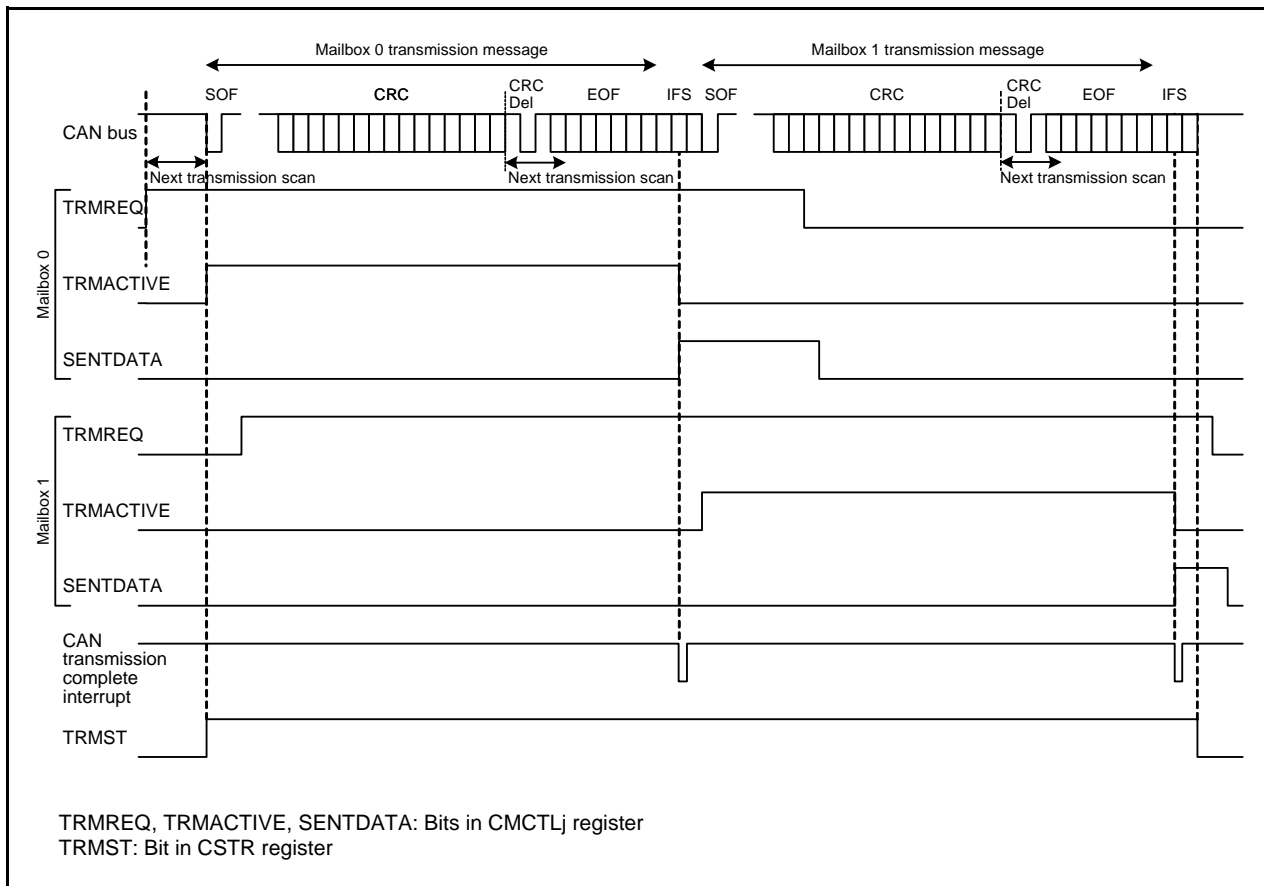 Mailbox 0 transmission message
Mailbox 1 transmission message
SOF
CRC
CRC
Del
EOF
IFS
SOF
CRC
CRC
Del
EOF
IFS
CAN bus
Next transmission scan
Next transmission scan
Next transmission scan
Mailbox 0
TRMREQ
TRMACTIVE
SENTDATA
Mailbox 1
TRMREQ
TRMACTIVE
SENTDATA
CAN
transmission
complete
interrupt
TRMST
TRMREQ, TRMACTIVE, SENTDATA: Bits in CMCTLj register
TRMST: Bit in CSTR register